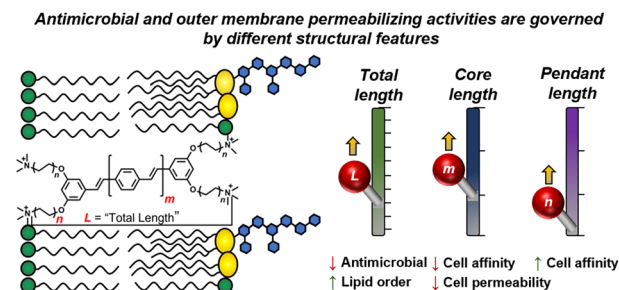 Antimicrobial and outer membrane permeabilizing activities are governed
by different structural features
Total
length
Core
length
Pendant
length
L
m
n
N+
n
O
O
n
N+
N+
n
O
O
n
N+
m
L = "Total Length"
↓ Antimicrobial
↑ Lipid order
↓ Cell affinity
↓ Cell permeability
↑ Cell affinity